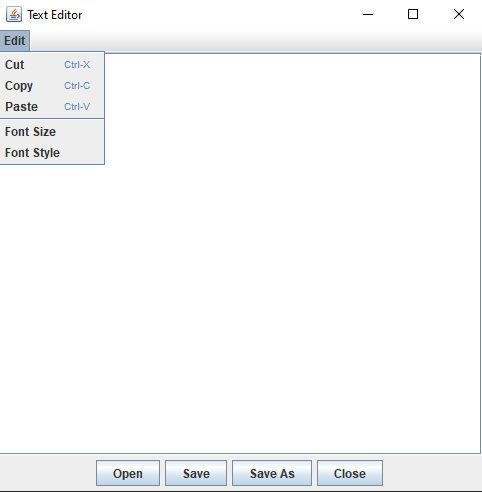 Text Editor
Edit
Cut Ctrl-X
Copy Ctrl-C
Paste Ctrl-V
Font Size
Font Style
Open Save Save As Close